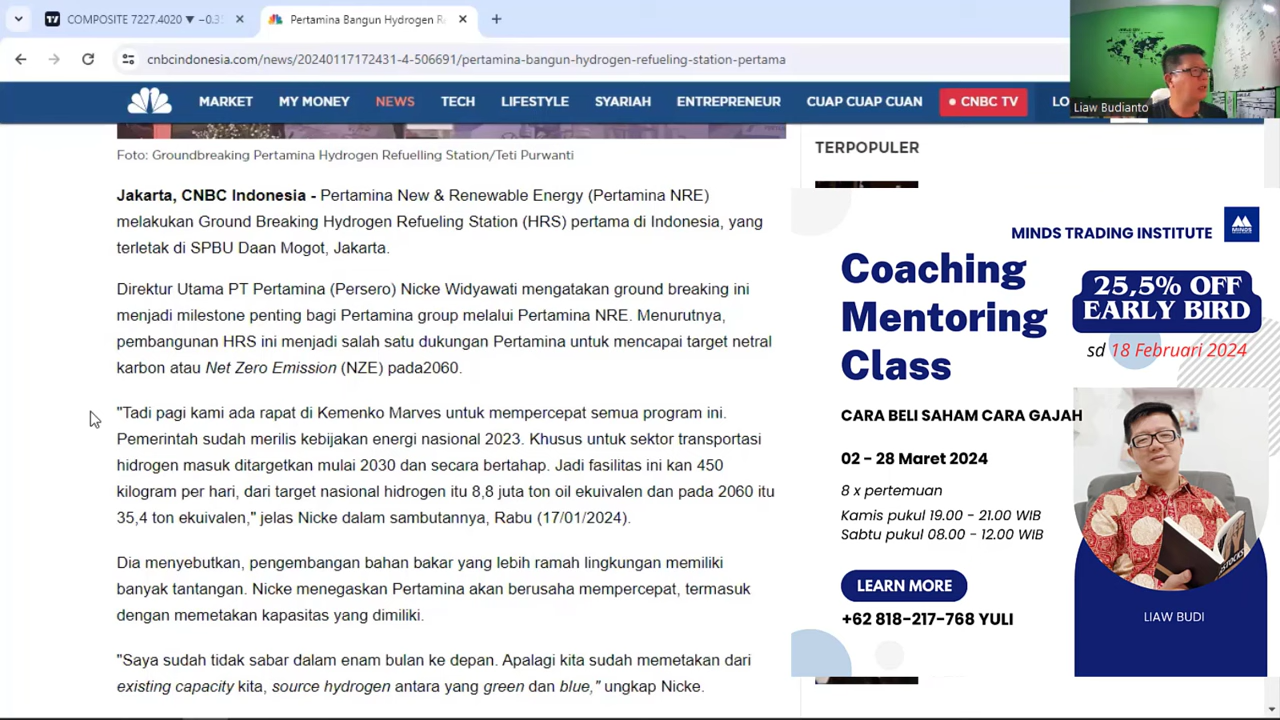 COMPOSITE 7227.4020 ▼ −0.3
Pertamina Bangun Hydrogen R
cnbcindonesia.com/news/20240117172431-4-506691/pertamina-bangun-hydrogen-refueling-station-pertama
Liaw Budianto
MARKET MY MONEY NEWS TECH LIFESTYLE SYARIAH ENTREPRENEUR CUAP CUAP CUAN • CNBC TV LO
Foto: Groundbreaking Pertamina Hydrogen Refuelling Station/Teti Purwanti
Jakarta, CNBC Indonesia - Pertamina New & Renewable Energy (Pertamina NRE)
melakukan Ground Breaking Hydrogen Refueling Station (HRS) pertama di Indonesia, yang
terletak di SPBU Daan Mogot, Jakarta.
Direktur Utama PT Pertamina (Persero) Nicke Widyawati mengatakan ground breaking ini
menjadi milestone penting bagi Pertamina group melalui Pertamina NRE. Menurutnya,
pembangunan HRS ini menjadi salah satu dukungan Pertamina untuk mencapai target netral
karbon atau Net Zero Emission (NZE) pada2060.
"Tadi pagi kami ada rapat di Kemenko Marves untuk mempercepat semua program ini.
Pemerintah sudah merilis kebijakan energi nasional 2023. Khusus untuk sektor transportasi
hidrogen masuk ditargetkan mulai 2030 dan secara bertahap. Jadi fasilitas ini kan 450
kilogram per hari, dari target nasional hidrogen itu 8,8 juta ton oil ekuivalen dan pada 2060 itu
35,4 ton ekuivalen," jelas Nicke dalam sambutannya, Rabu (17/01/2024).
Dia menyebutkan, pengembangan bahan bakar yang lebih ramah lingkungan memiliki
banyak tantangan. Nicke menegaskan Pertamina akan berusaha mempercepat, termasuk
dengan memetakan kapasitas yang dimiliki.
"Saya sudah tidak sabar dalam enam bulan ke depan. Apalagi kita sudah memetakan dari
existing capacity kita, source hydrogen antara yang green dan blue," ungkap Nicke.
TERPOPULER
MINDS TRADING INSTITUTE
MINDS
Coaching
Mentoring
Class
25,5% OFF
EARLY BIRD
sd 18 Februari 2024
CARA BELI SAHAM CARA GAJAH
02 - 28 Maret 2024
8 x pertemuan
Kamis pukul 19.00 - 21.00 WIB
Sabtu pukul 08.00 - 12.00 WIB
LEARN MORE
+62 818-217-768 YULI
LIAW BUDI